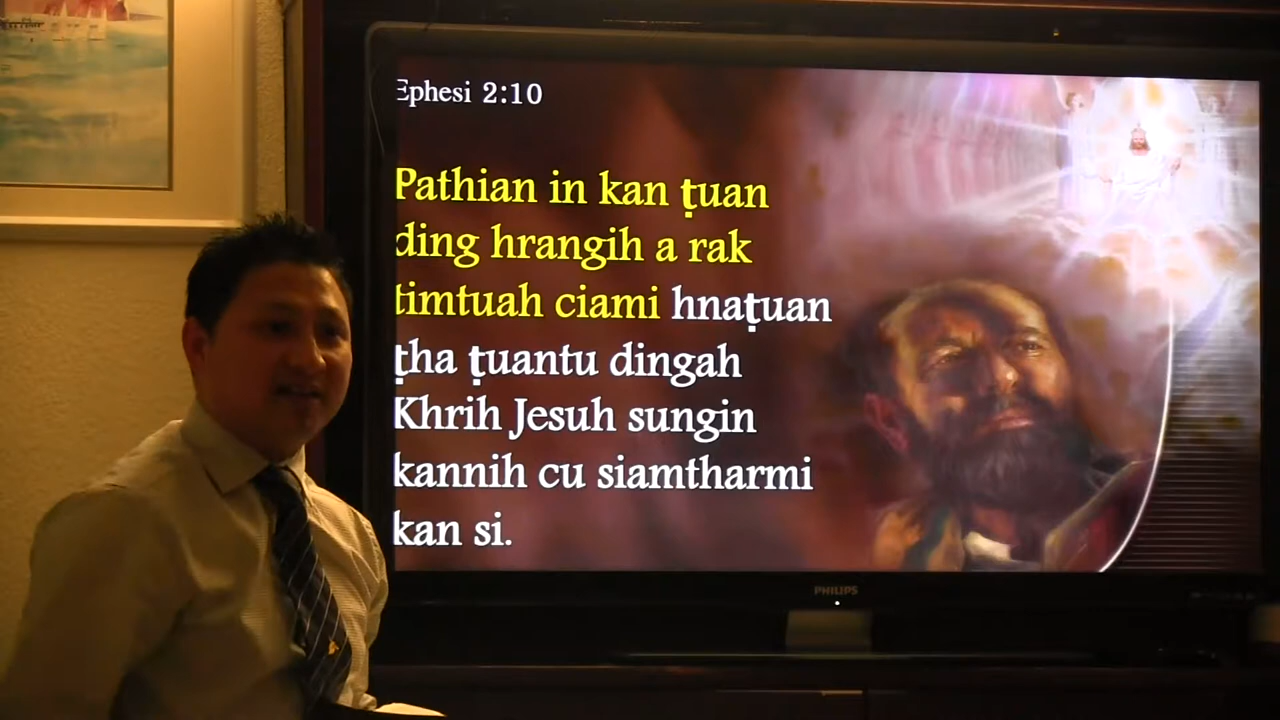 Ephesi 2:10
Pathian in kan ṭuan
ding hrangih a rak
timtuah ciami hnaṭuan
ṭha ṭuantu dingah
Khrih Jesuh sungin
kannih cu siamtharmi
kan si.
PHILIPS